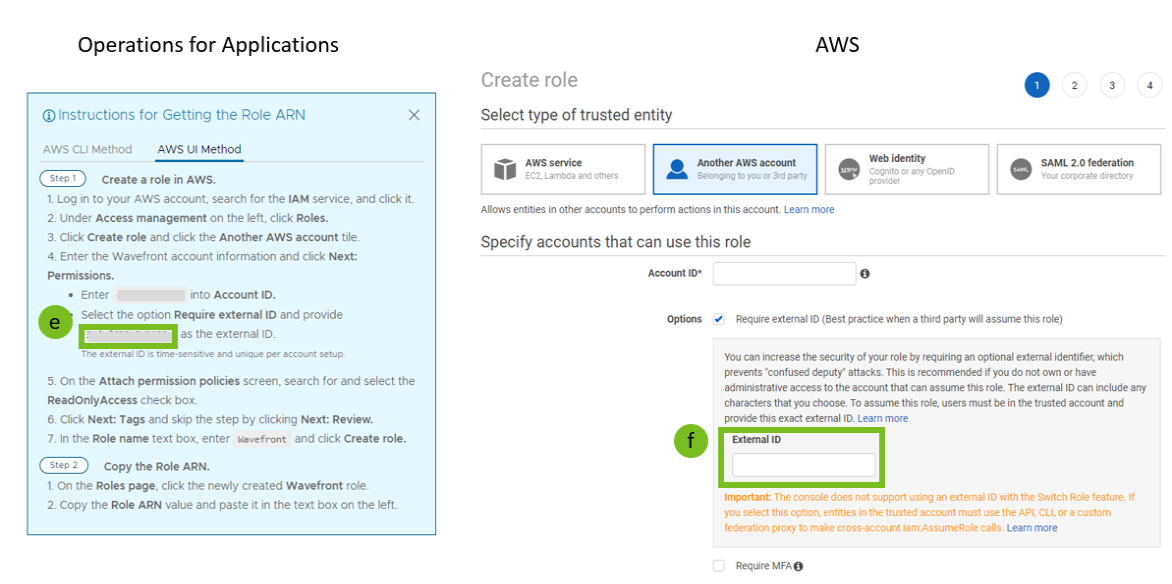 Operations for Applications
AWS
Instructions for Getting the Role ARN
AWS CLI Method AWS UI Method
Step 1 Create a role in AWS.
1. Log in to your AWS account, search for the IAM service, and click it.
2. Under Access management on the left, click Roles.
3. Click Create role and click the Another AWS account tile.
4. Enter the Wavefront account information and click Next:
Permissions.
• Enter into Account ID.
e
• Select the option Require external ID and provide
as the external ID.
The external ID is time-sensitive and unique per account setup.
5. On the Attach permission policies screen, search for and select the
ReadOnlyAccess check box.
6. Click Next: Tags and skip the step by clicking Next: Review.
7. In the Role name text box, enter Wavefront and click Create role.
Step 2 Copy the Role ARN.
1. On the Roles page, click the newly created Wavefront role.
2. Copy the Role ARN value and paste it in the text box on the left.
Create role
1 2 3 4
Select type of trusted entity
AWS service
EC2, Lambda and others
Another AWS account
Belonging to you or 3rd party
Web identity
Cognito or any OpenID
provider
SAML
SAML 2.0 federation
Your corporate directory
Allows entities in other accounts to perform actions in this account. Learn more
Specify accounts that can use this role
Account ID*
Options Require external ID (Best practice when a third party will assume this role)
You can increase the security of your role by requiring an optional external identifier, which
prevents "confused deputy" attacks. This is recommended if you do not own or have
administrative access to the account that can assume this role. The external ID can include any
characters that you choose. To assume this role, users must be in the trusted account and
provide this exact external ID. Learn more
f
External ID
Important: The console does not support using an external ID with the Switch Role feature. If
you select this option, entities in the trusted account must use the API, CLI, or a custom
federation proxy to make cross-account iam:AssumeRole calls. Learn more
Require MFA